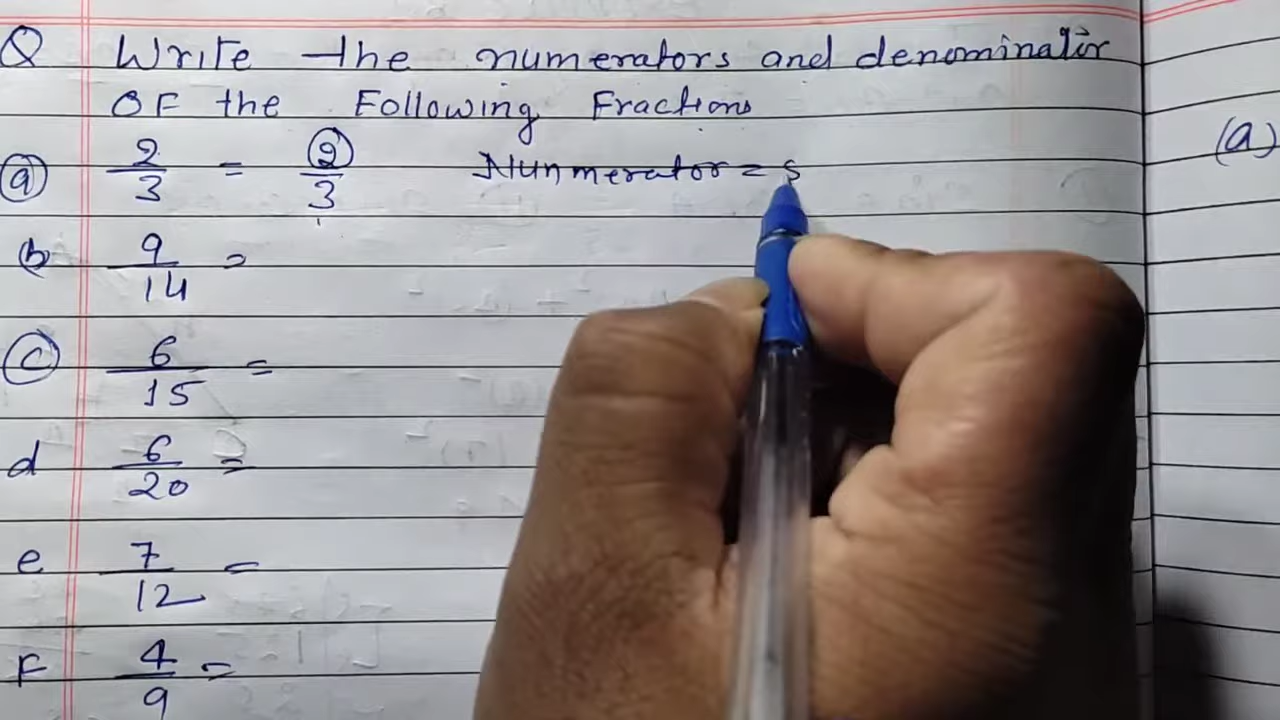 Q Write the numerators and denominator
OF the Following Fractions
(a) 2/3 = 2/3 Nunmerator = 
(a)
b 9/14 =
(c) 6/15 =
d 6/20 =
e 7/12 =
F 4/9 =